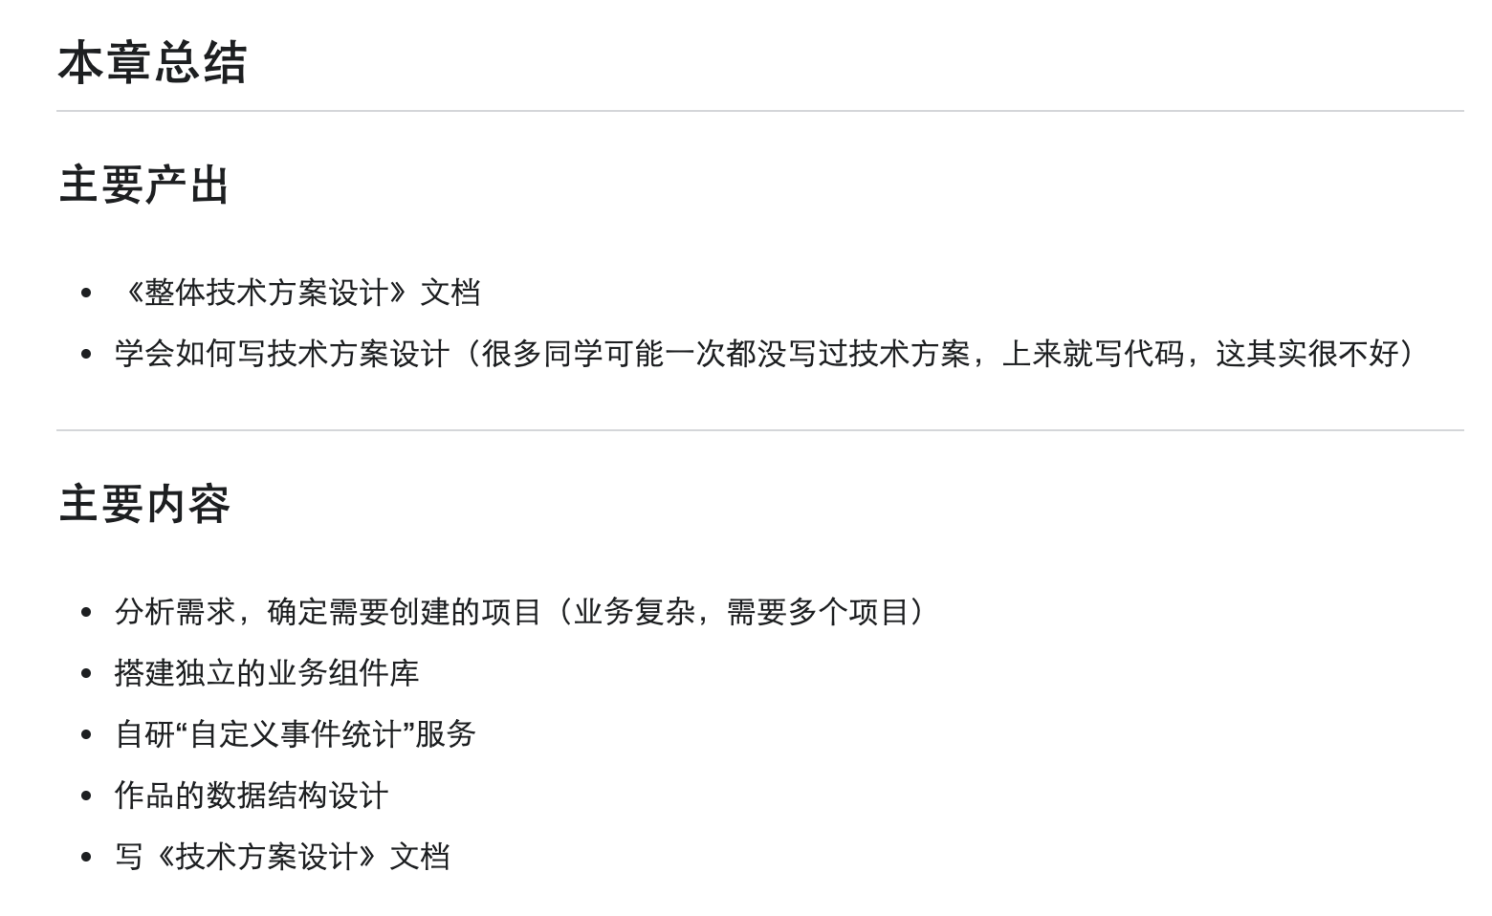 本章总结
主要产出
• 《整体技术方案设计》文档
• 学会如何写技术方案设计（很多同学可能一次都没写过技术方案，上来就写代码，这其实很不好）
主要内容
• 分析需求，确定需要创建的项目（业务复杂，需要多个项目）
• 搭建独立的业务组件库
• 自研“自定义事件统计”服务
• 作品的数据结构设计
• 写《技术方案设计》文档